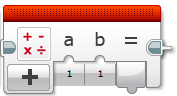 + - a b =
× ÷
+ 1 1